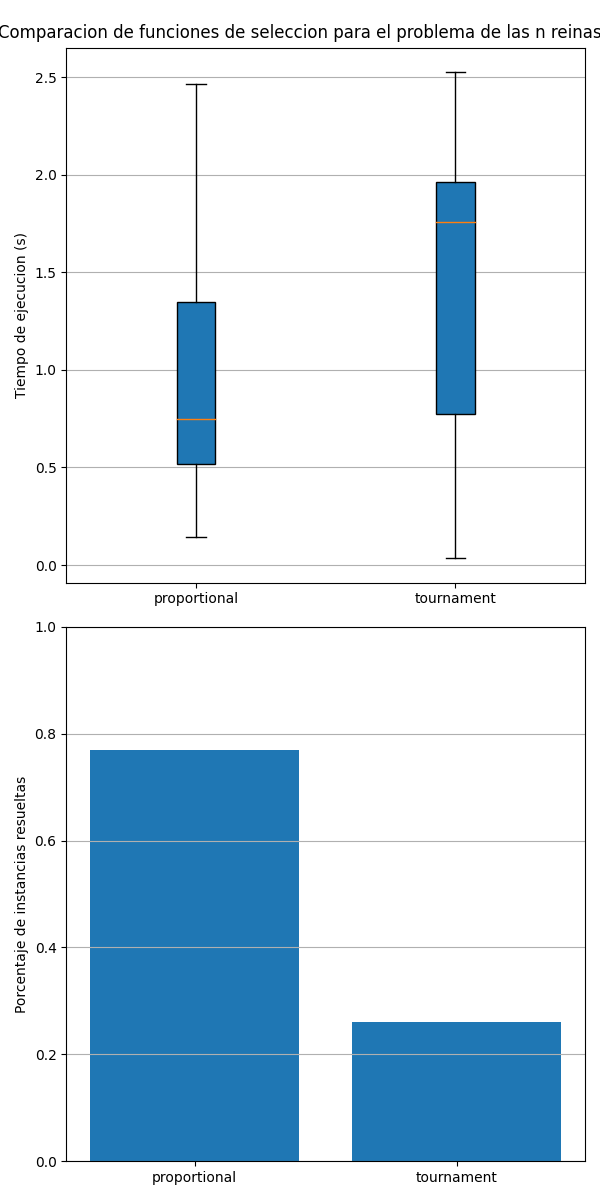 Comparacion de funciones de seleccion para el problema de las n reinas
Tiempo de ejecucion (s)
2.5
2.0
1.5
1.0
0.5
0.0
proportional tournament
Porcentaje de instancias resueltas
1.0
0.8
0.6
0.4
0.2
0.0
proportional tournament